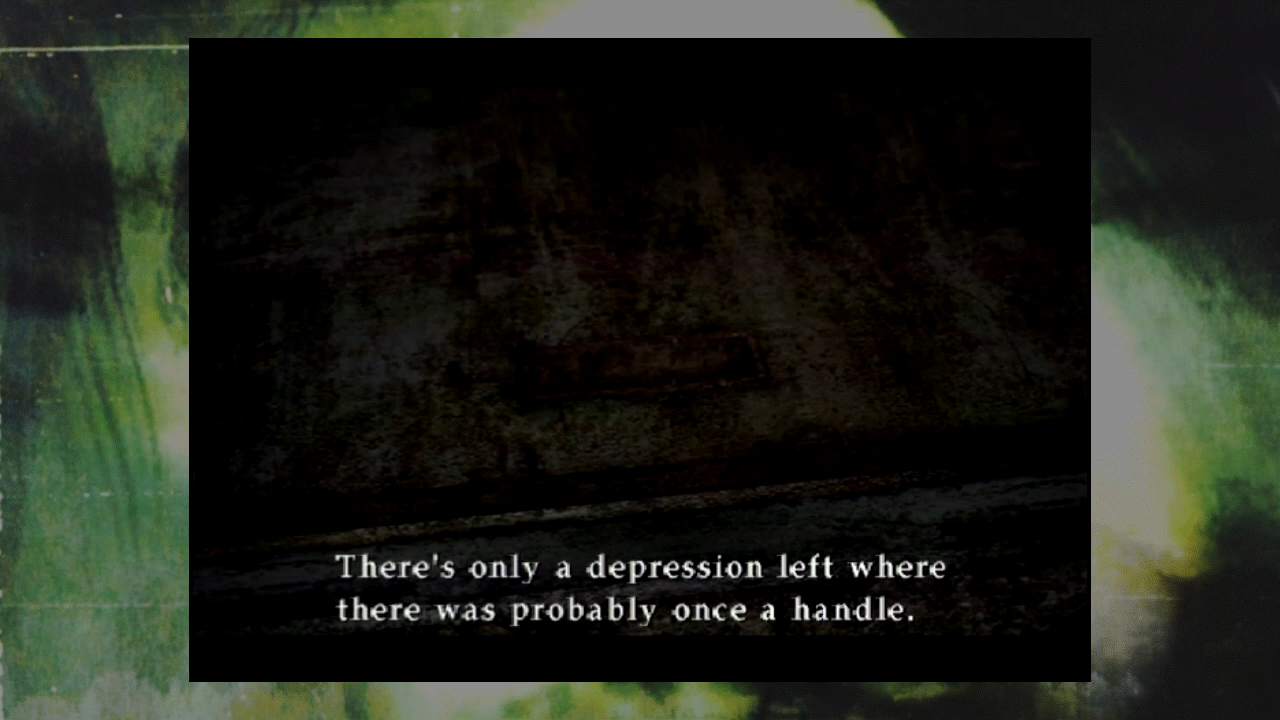 There's only a depression left where
there was probably once a handle.